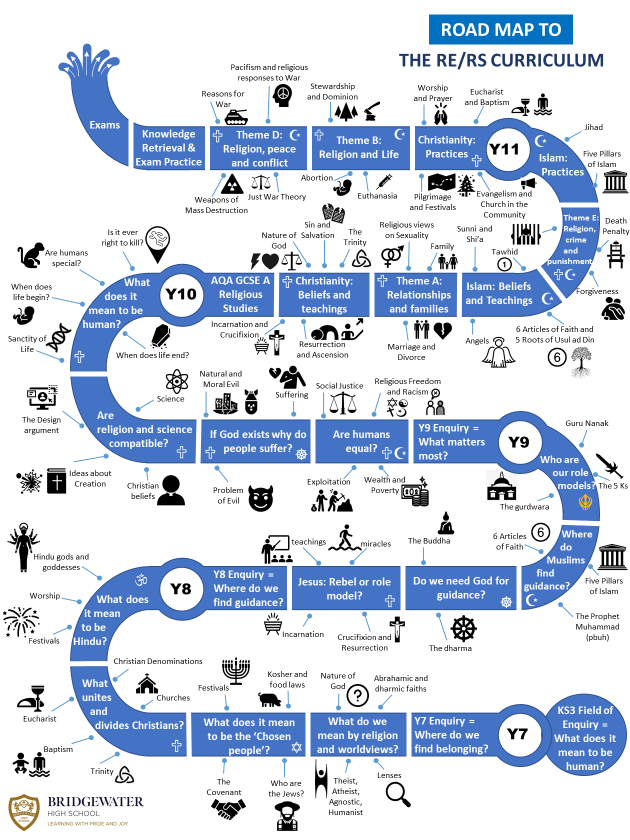 ROAD MAP TO
THE RE/RS CURRICULUM
Exams
Knowledge
Retrieval &
Exam Practice
Reasons for
War
Pacifism and religious
responses to War
Theme D:
Religion, peace
and conflict
Weapons of
Mass Destruction
Just War Theory
Stewardship
and Dominion
Theme B:
Religion and Life
Abortion
Euthanasia
Worship
and Prayer
Eucharist
and Baptism
Christianity:
Practices
Pilgrimage
and Festivals
Evangelism and
Church in the
Community
Y11
Islam:
Practices
Jihad
Five Pillars
of Islam
Theme E:
Religion,
crime
and
punishment
Death
Penalty
Forgiveness
Is it ever
right to kill?
Are humans
special?
When does
life begin?
Sanctity of
Life
What
does it
mean to be
human?
When does life end?
Y10
AQA GCSE A
Religious
Studies
Nature of
God
Sin and
Salvation
The
Trinity
Christianity:
Beliefs and
teachings
Incarnation and
Crucifixion
Resurrection
and Ascension
Religious views
on Sexuality
Family
Theme A:
Relationships
and families
Marriage and
Divorce
Sunni and
Shi'a
Tawhid
1
Islam: Beliefs
and Teachings
Angels
6 Articles of Faith and
5 Roots of Usul ad Din
6
The Design
argument
Ideas about
Creation
Are
religion and science
compatible?
Science
Christian
beliefs
Natural and
Moral Evil
Suffering
If God exists why do
people suffer?
Problem
of Evil
Social Justice
Religious Freedom
and Racism
Are humans
equal?
Exploitation
Wealth and
Poverty
Y9 Enquiry =
What matters
most?
Y9
Guru Nanak
Who are
our role
models?
The 5 Ks
The gurdwara
6 Articles
of Faith
6
Where
do
Muslims
find
guidance?
Five Pillars
of Islam
The Prophet
Muhammad
(pbuh)
Hindu gods and
goddesses
Worship
Festivals
What does
it mean
to be
Hindu?
Y8
Y8 Enquiry =
Where do we
find guidance?
teachings
miracles
Jesus: Rebel or role
model?
Incarnation
Crucifixion and
Resurrection
The Buddha
Do we need God for
guidance?
The dharma
Christian Denominations
Churches
What
unites
and
divides Christians?
Eucharist
Baptism
Trinity
Festivals
Kosher and
food laws
What does it mean
to be the 'Chosen
people'?
The
Covenant
Who are
the Jews?
Nature of
God
?
Abrahamic and
dharmic faiths
What do we
mean by religion
and worldviews?
Theist,
Atheist,
Agnostic,
Humanist
Lenses
Y7 Enquiry =
Where do we
find belonging?
Y7
KS3 Field of
Enquiry =
What does it
mean to be
human?
BRIDGEWATER
HIGH SCHOOL
LEARNING WITH PRIDE AND JOY